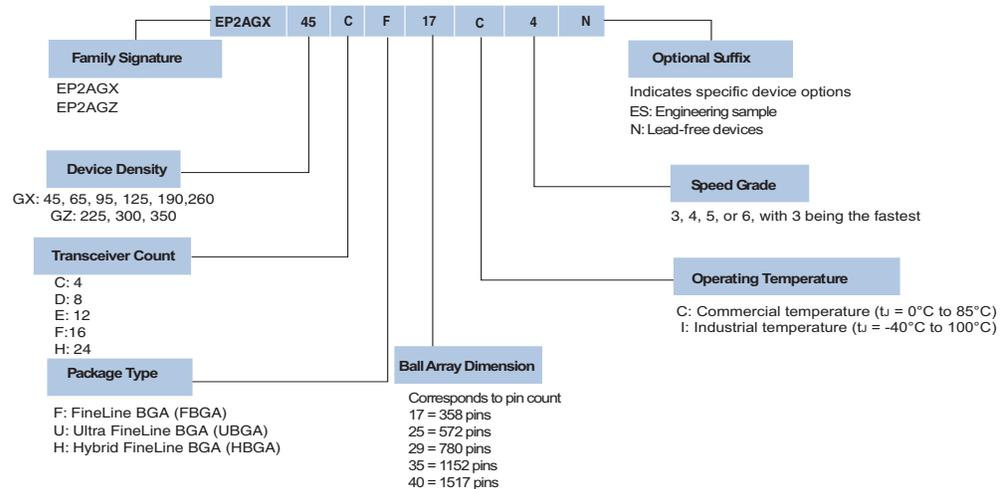 EP2AGX 45 C F 17 C 4 N
Family Signature
EP2AGX
EP2AGZ
Optional Suffix
Indicates specific device options
ES: Engineering sample
N: Lead-free devices
Device Density
GX: 45, 65, 95, 125, 190,260
GZ: 225, 300, 350
Speed Grade
3, 4, 5, or 6, with 3 being the fastest
Transceiver Count
C: 4
D: 8
E: 12
F:16
H: 24
Operating Temperature
C: Commercial temperature (tJ = 0°C to 85°C)
I: Industrial temperature (tJ = -40°C to 100°C)
Package Type
F: FineLine BGA (FBGA)
U: Ultra FineLine BGA (UBGA)
H: Hybrid FineLine BGA (HBGA)
Ball Array Dimension
Corresponds to pin count
17 = 358 pins
25 = 572 pins
29 = 780 pins
35 = 1152 pins
40 = 1517 pins